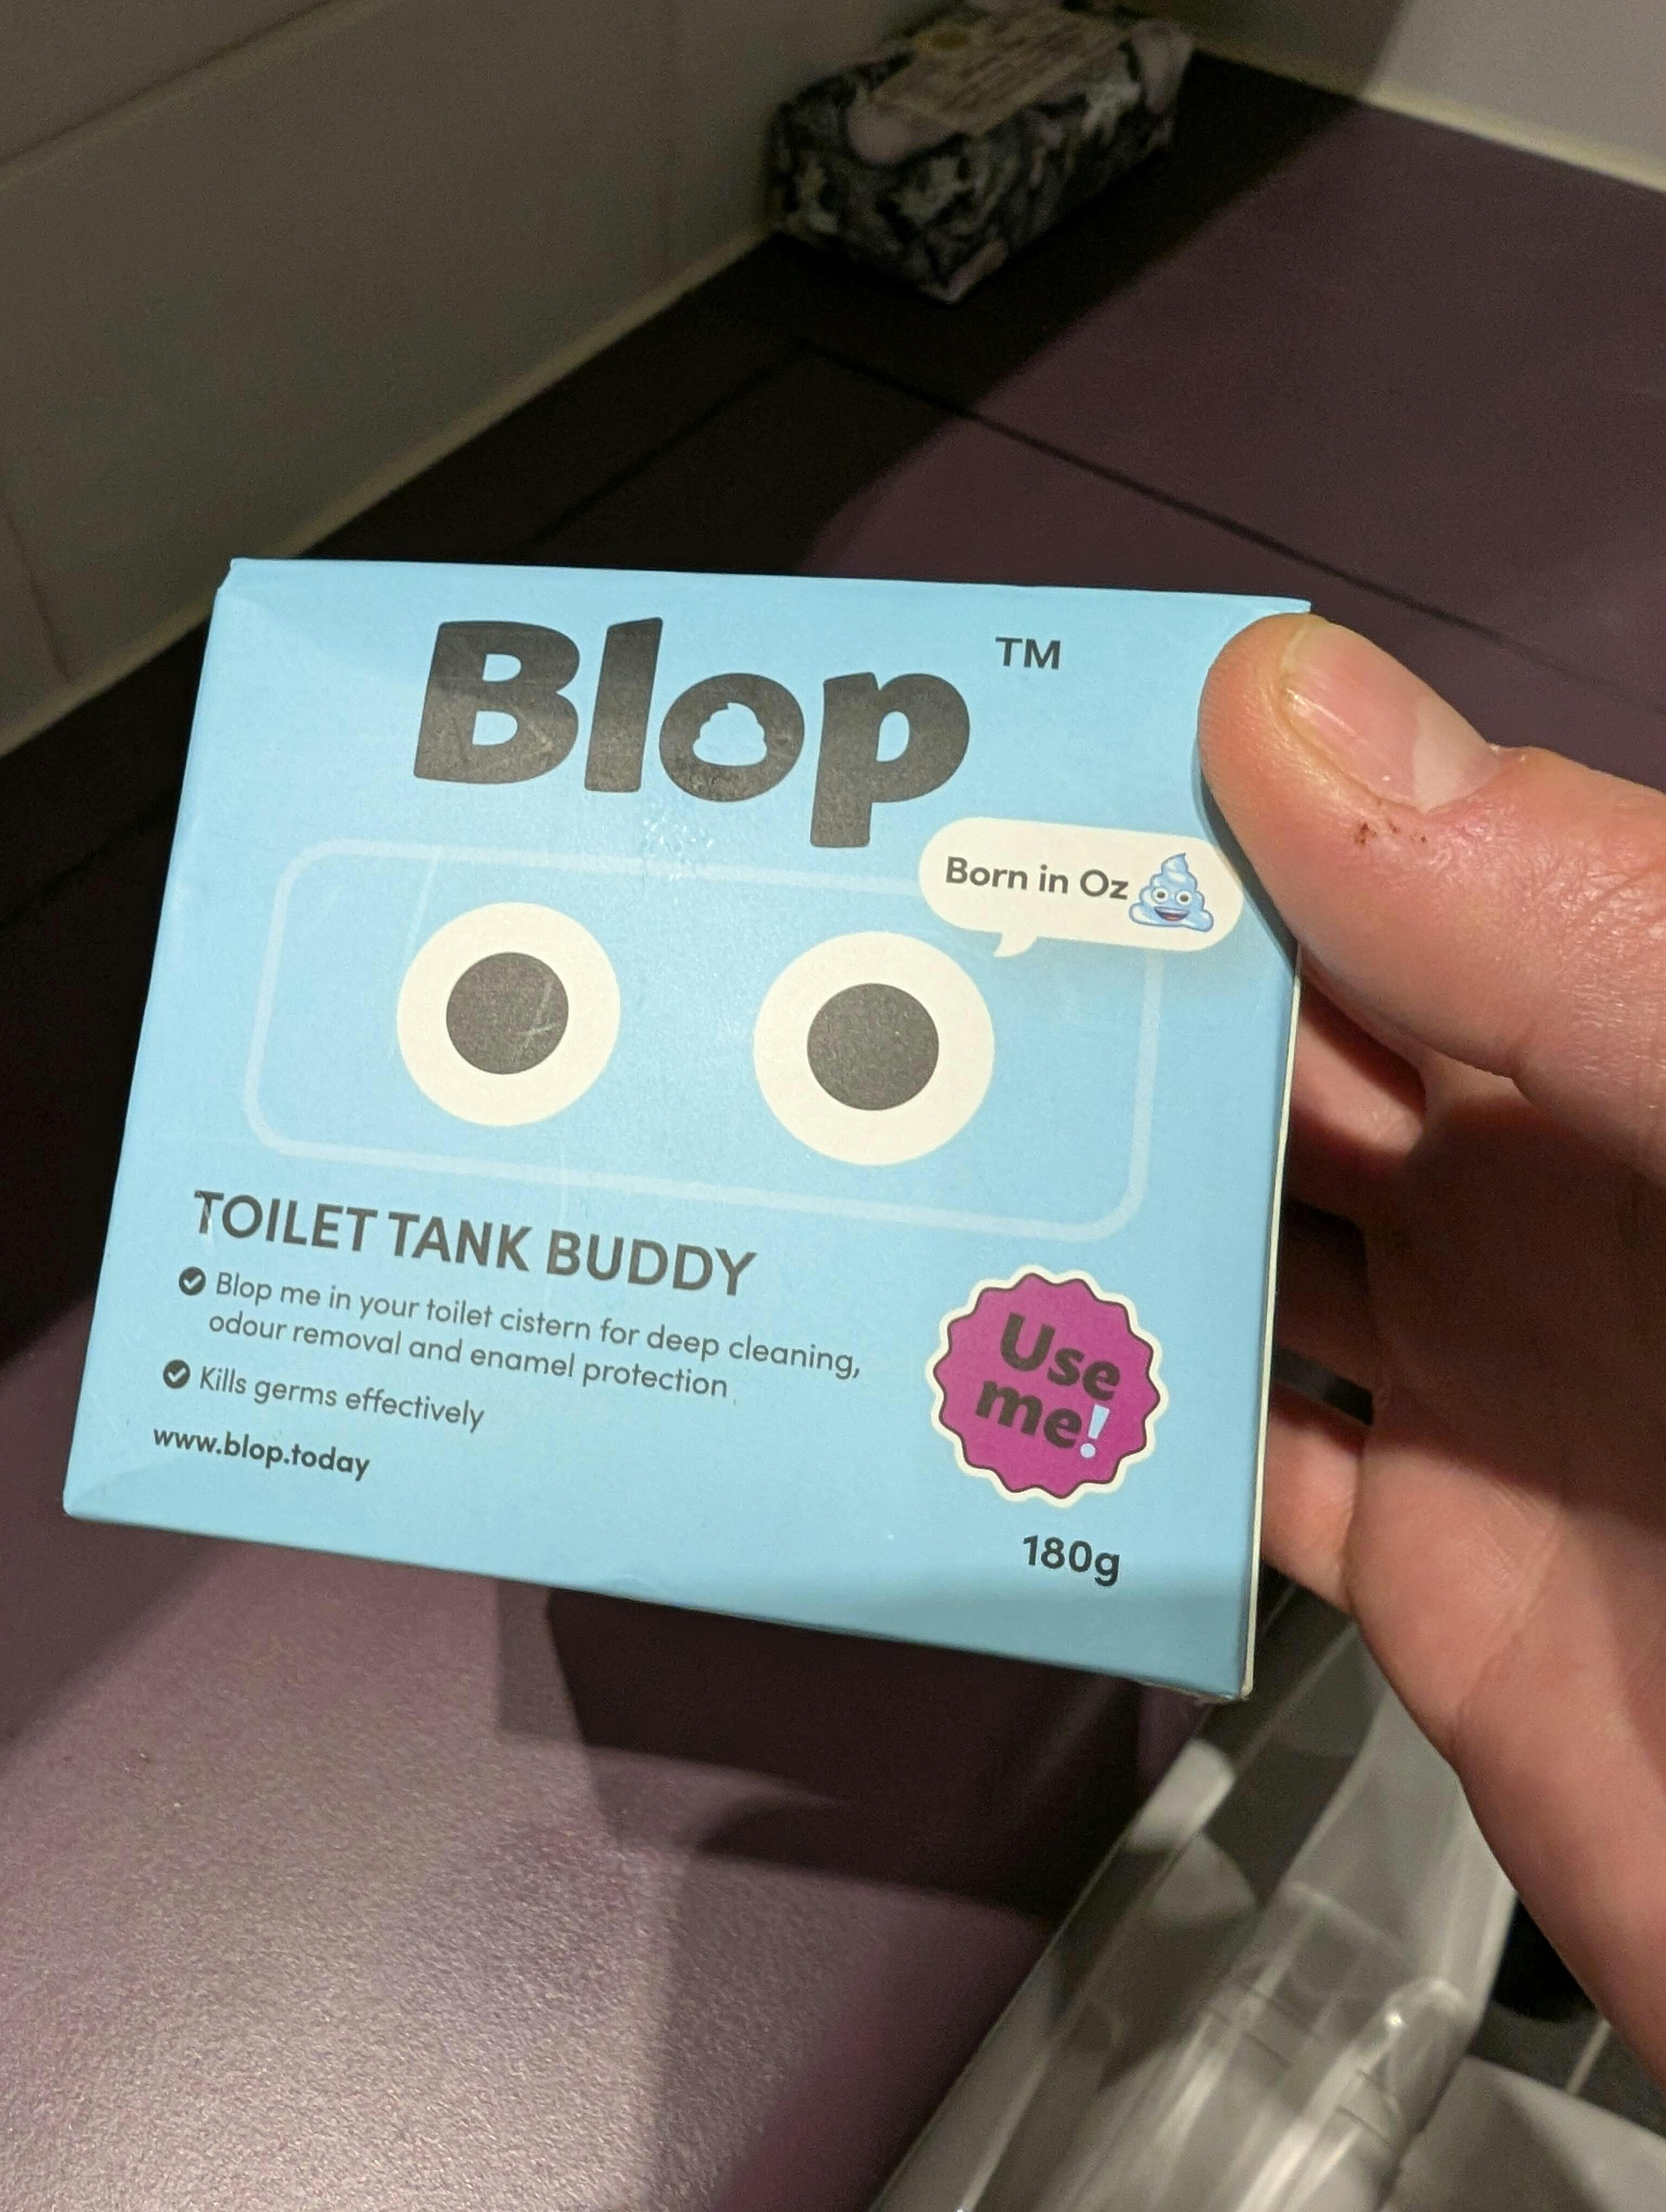 Blop TM
Born in Oz
TOILET TANK BUDDY
Blop me in your toilet cistern for deep cleaning,
odour removal and enamel protection
Kills germs effectively
www.blop.today
Use
me!
180g